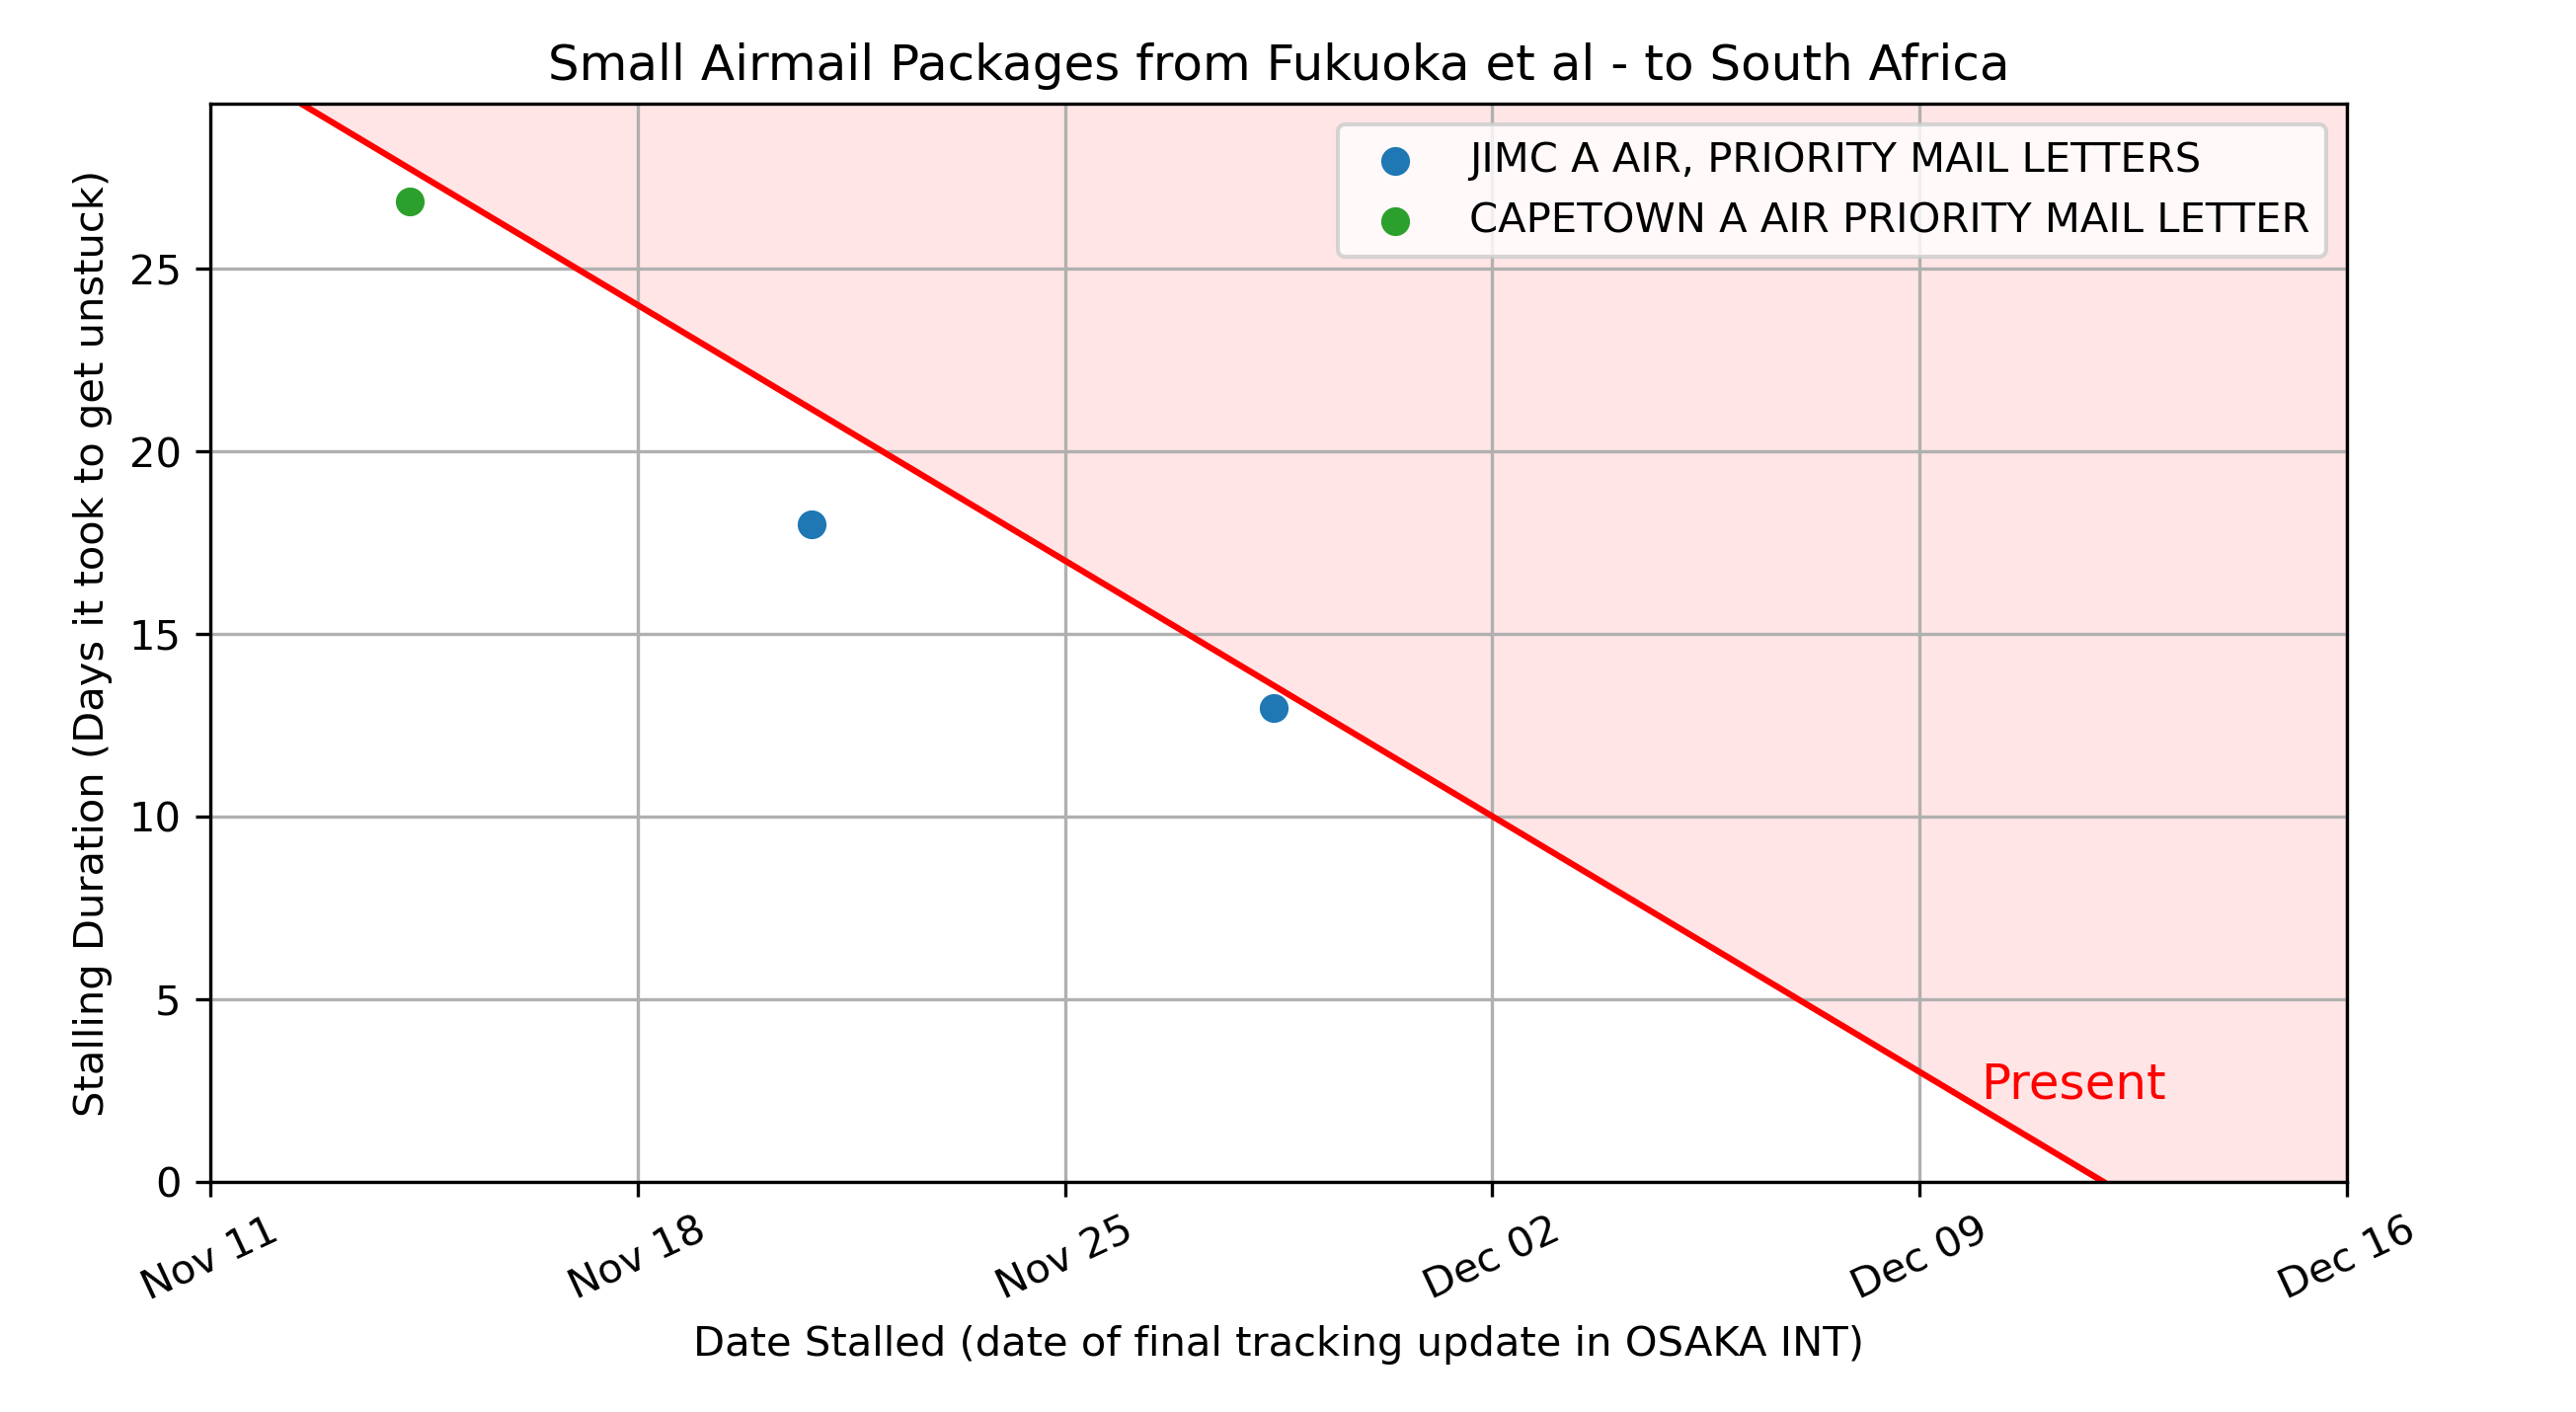 Small Airmail Packages from Fukuoka et al - to South Africa
JIMC A AIR, PRIORITY MAIL LETTERS
CAPETOWN A AIR PRIORITY MAIL LETTER
Stalling Duration (Days it took to get unstuck)
25
20
15
10
5
0
Present
Nov 11
Nov 18
Nov 25
Dec 02
Dec 09
Dec 16
Date Stalled (date of final tracking update in OSAKA INT)